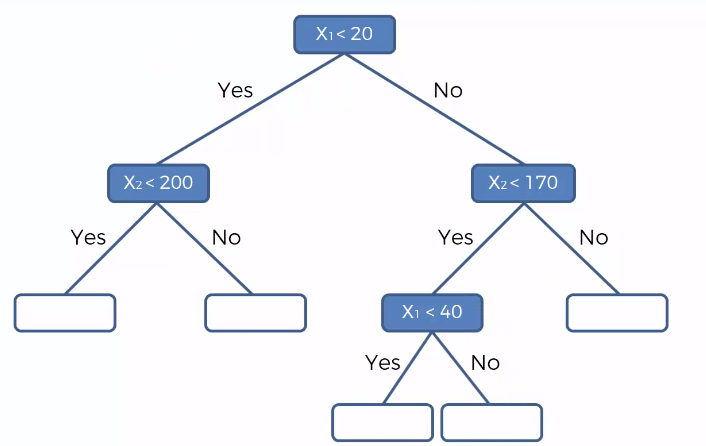 X₁ < 20
Yes
No
X₂ < 200
X₂ < 170
Yes
No
Yes
No
X₁ < 40
Yes
No